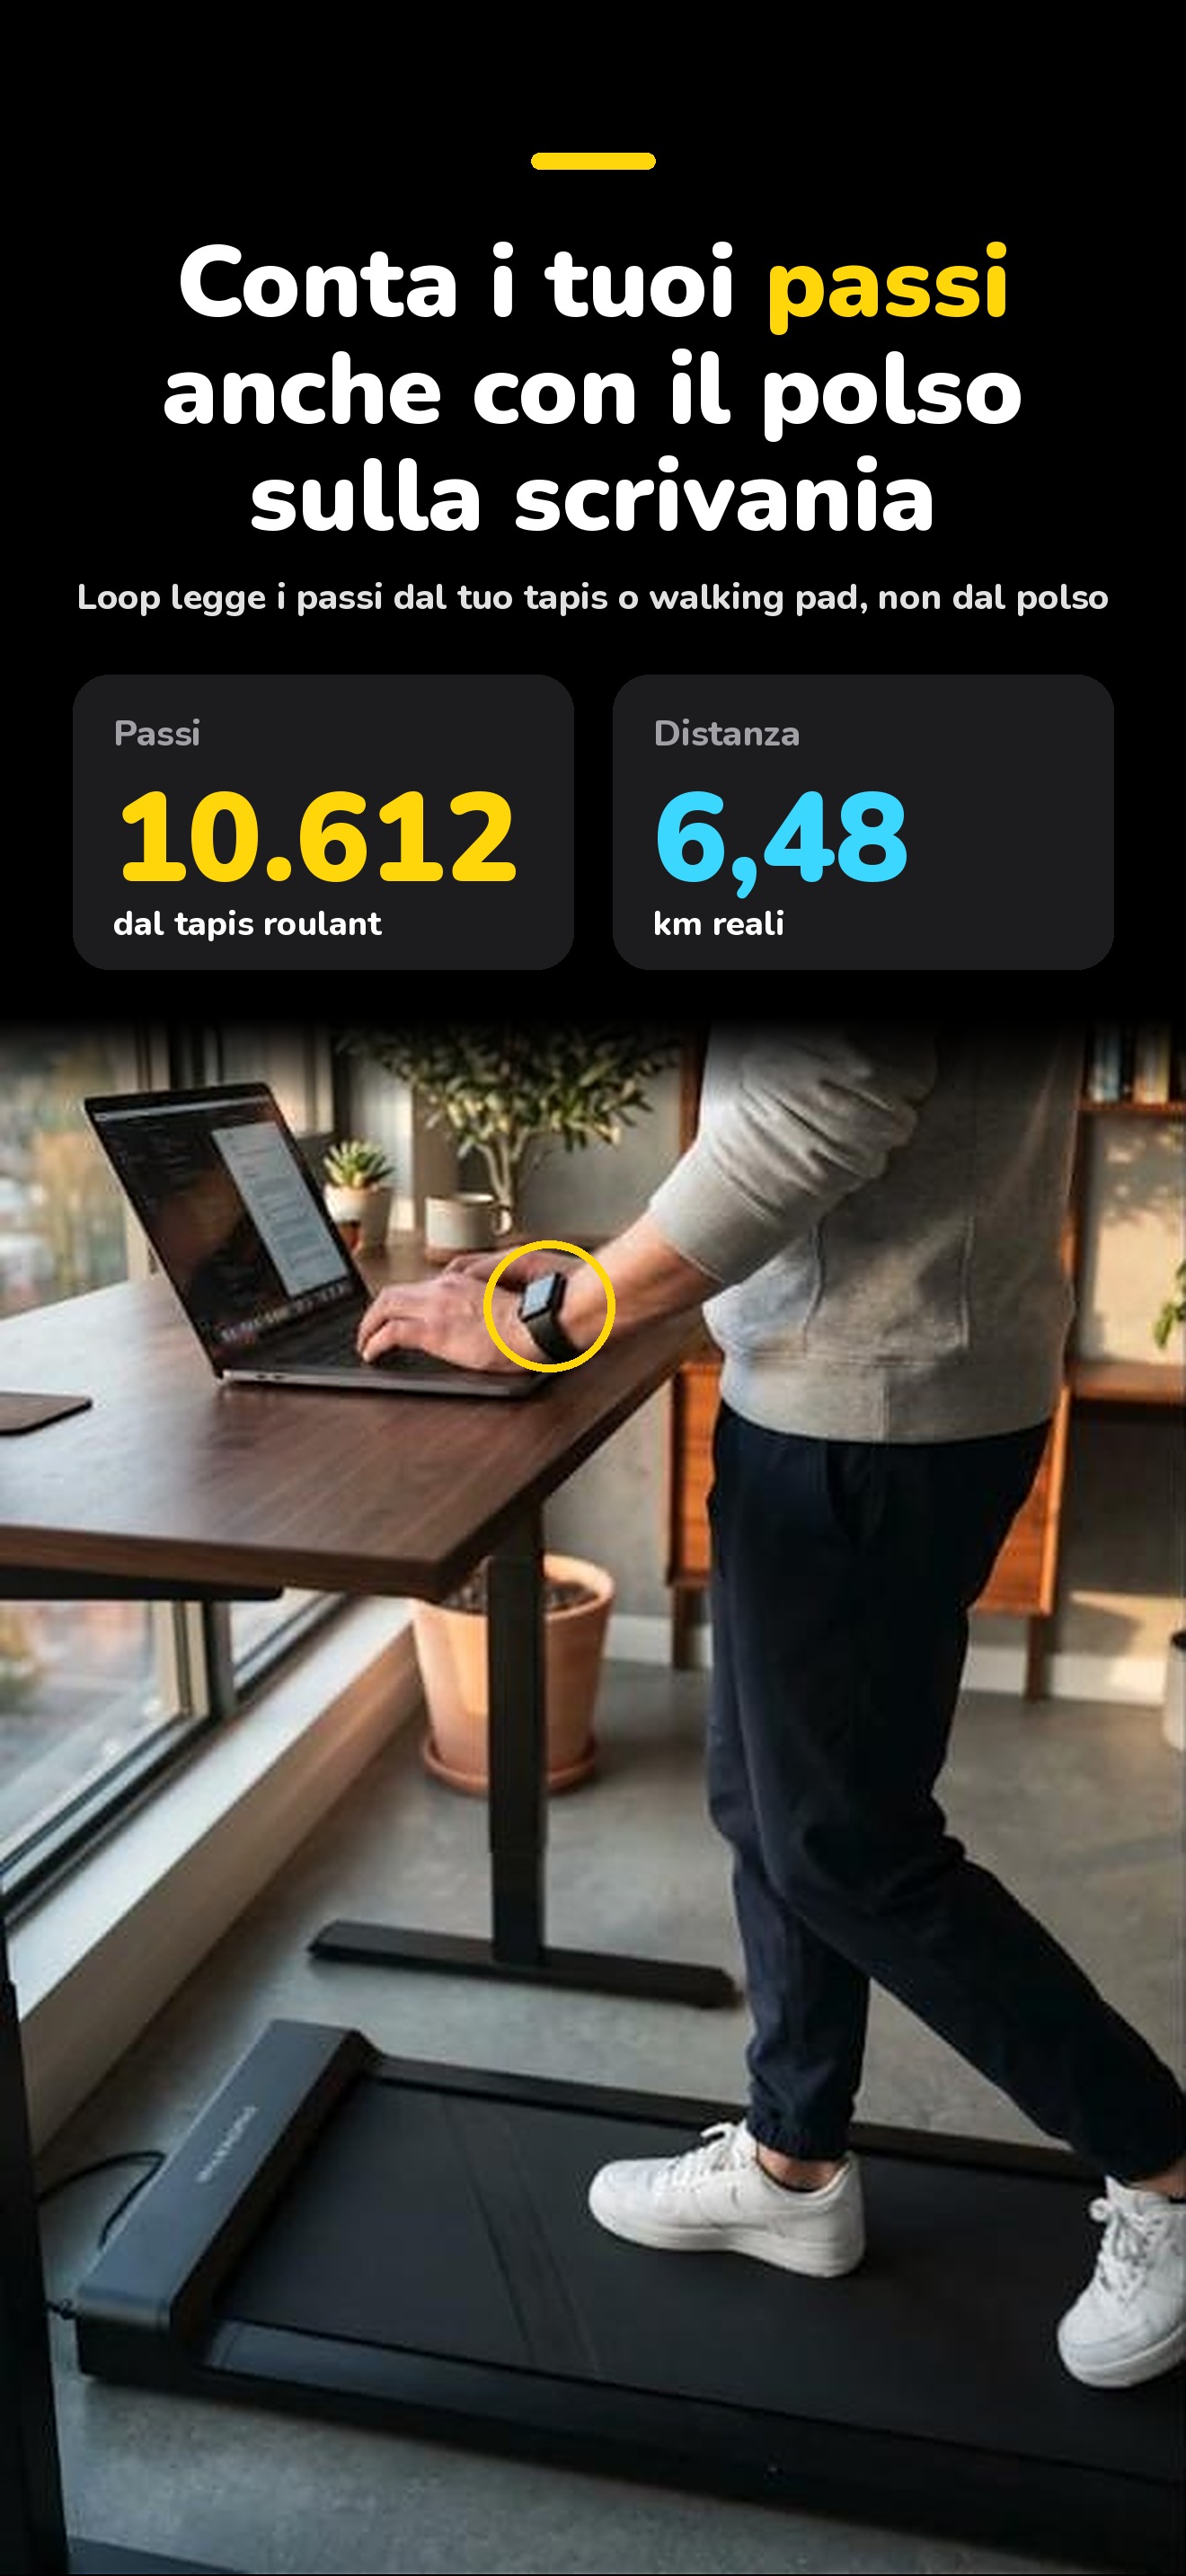 Conta i tuoi passi
anche con il polso
sulla scrivania
Loop legge i passi dal tuo tapis o walking pad, non dal polso
Passi
10.612
dal tapis roulant
Distanza
6,48
km reali